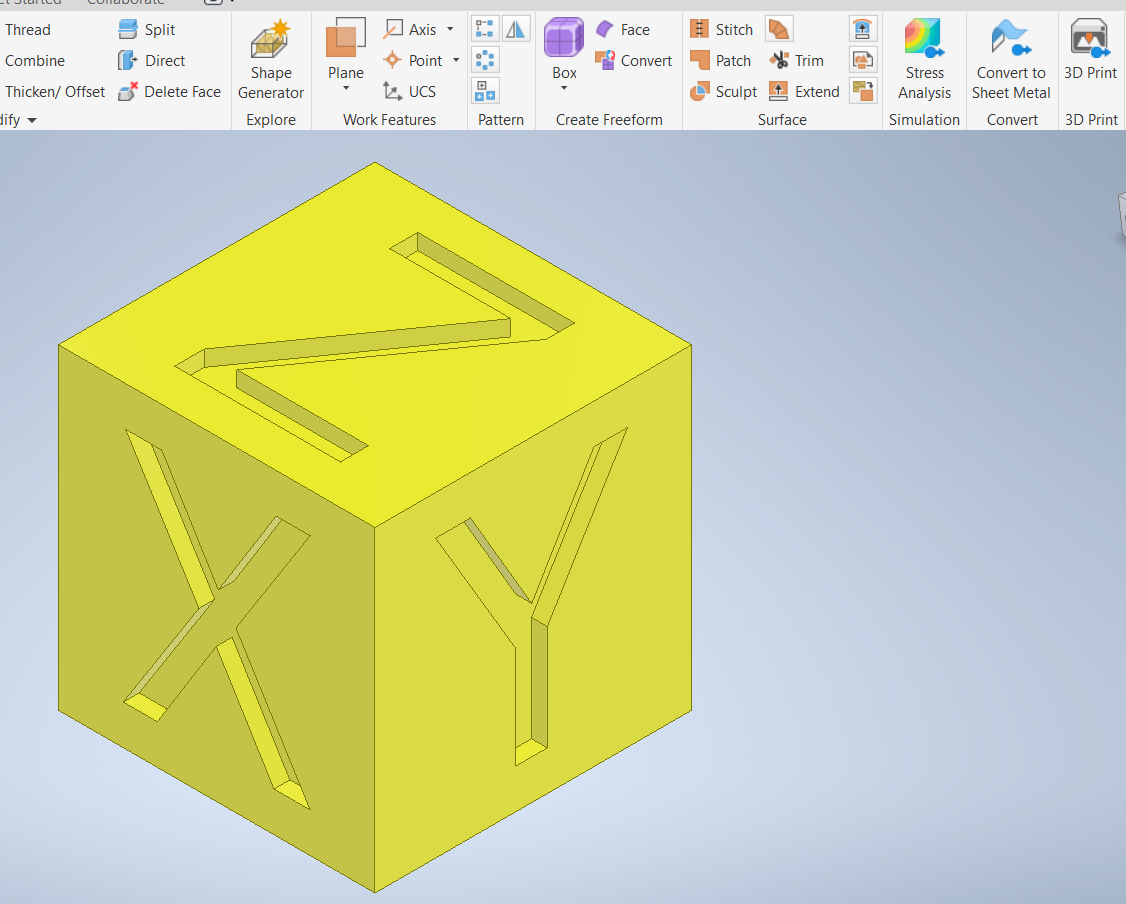 Collaborate
Thread Split Shape Generator Plane Axis Box Face Stitch Stress Analysis Convert to Sheet Metal 3D Print
Combine Direct Point Convert Patch Trim
Thicken/ Offset Delete Face UCS Sculpt Extend
Explore Work Features Pattern Create Freeform Surface Simulation Convert 3D Print
Z
X Y